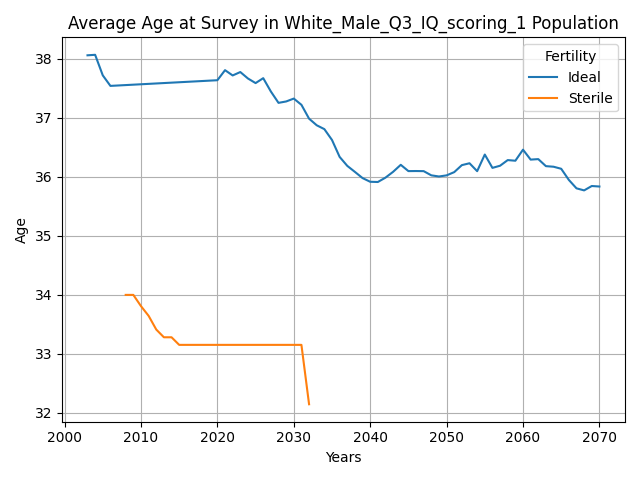 Average Age at Survey in White_Male_Q3_IQ_scoring_1 Population
Fertility
Ideal
Sterile
Age
38
37
36
35
34
33
32
2000
2010
2020
2030
2040
2050
2060
2070
Years